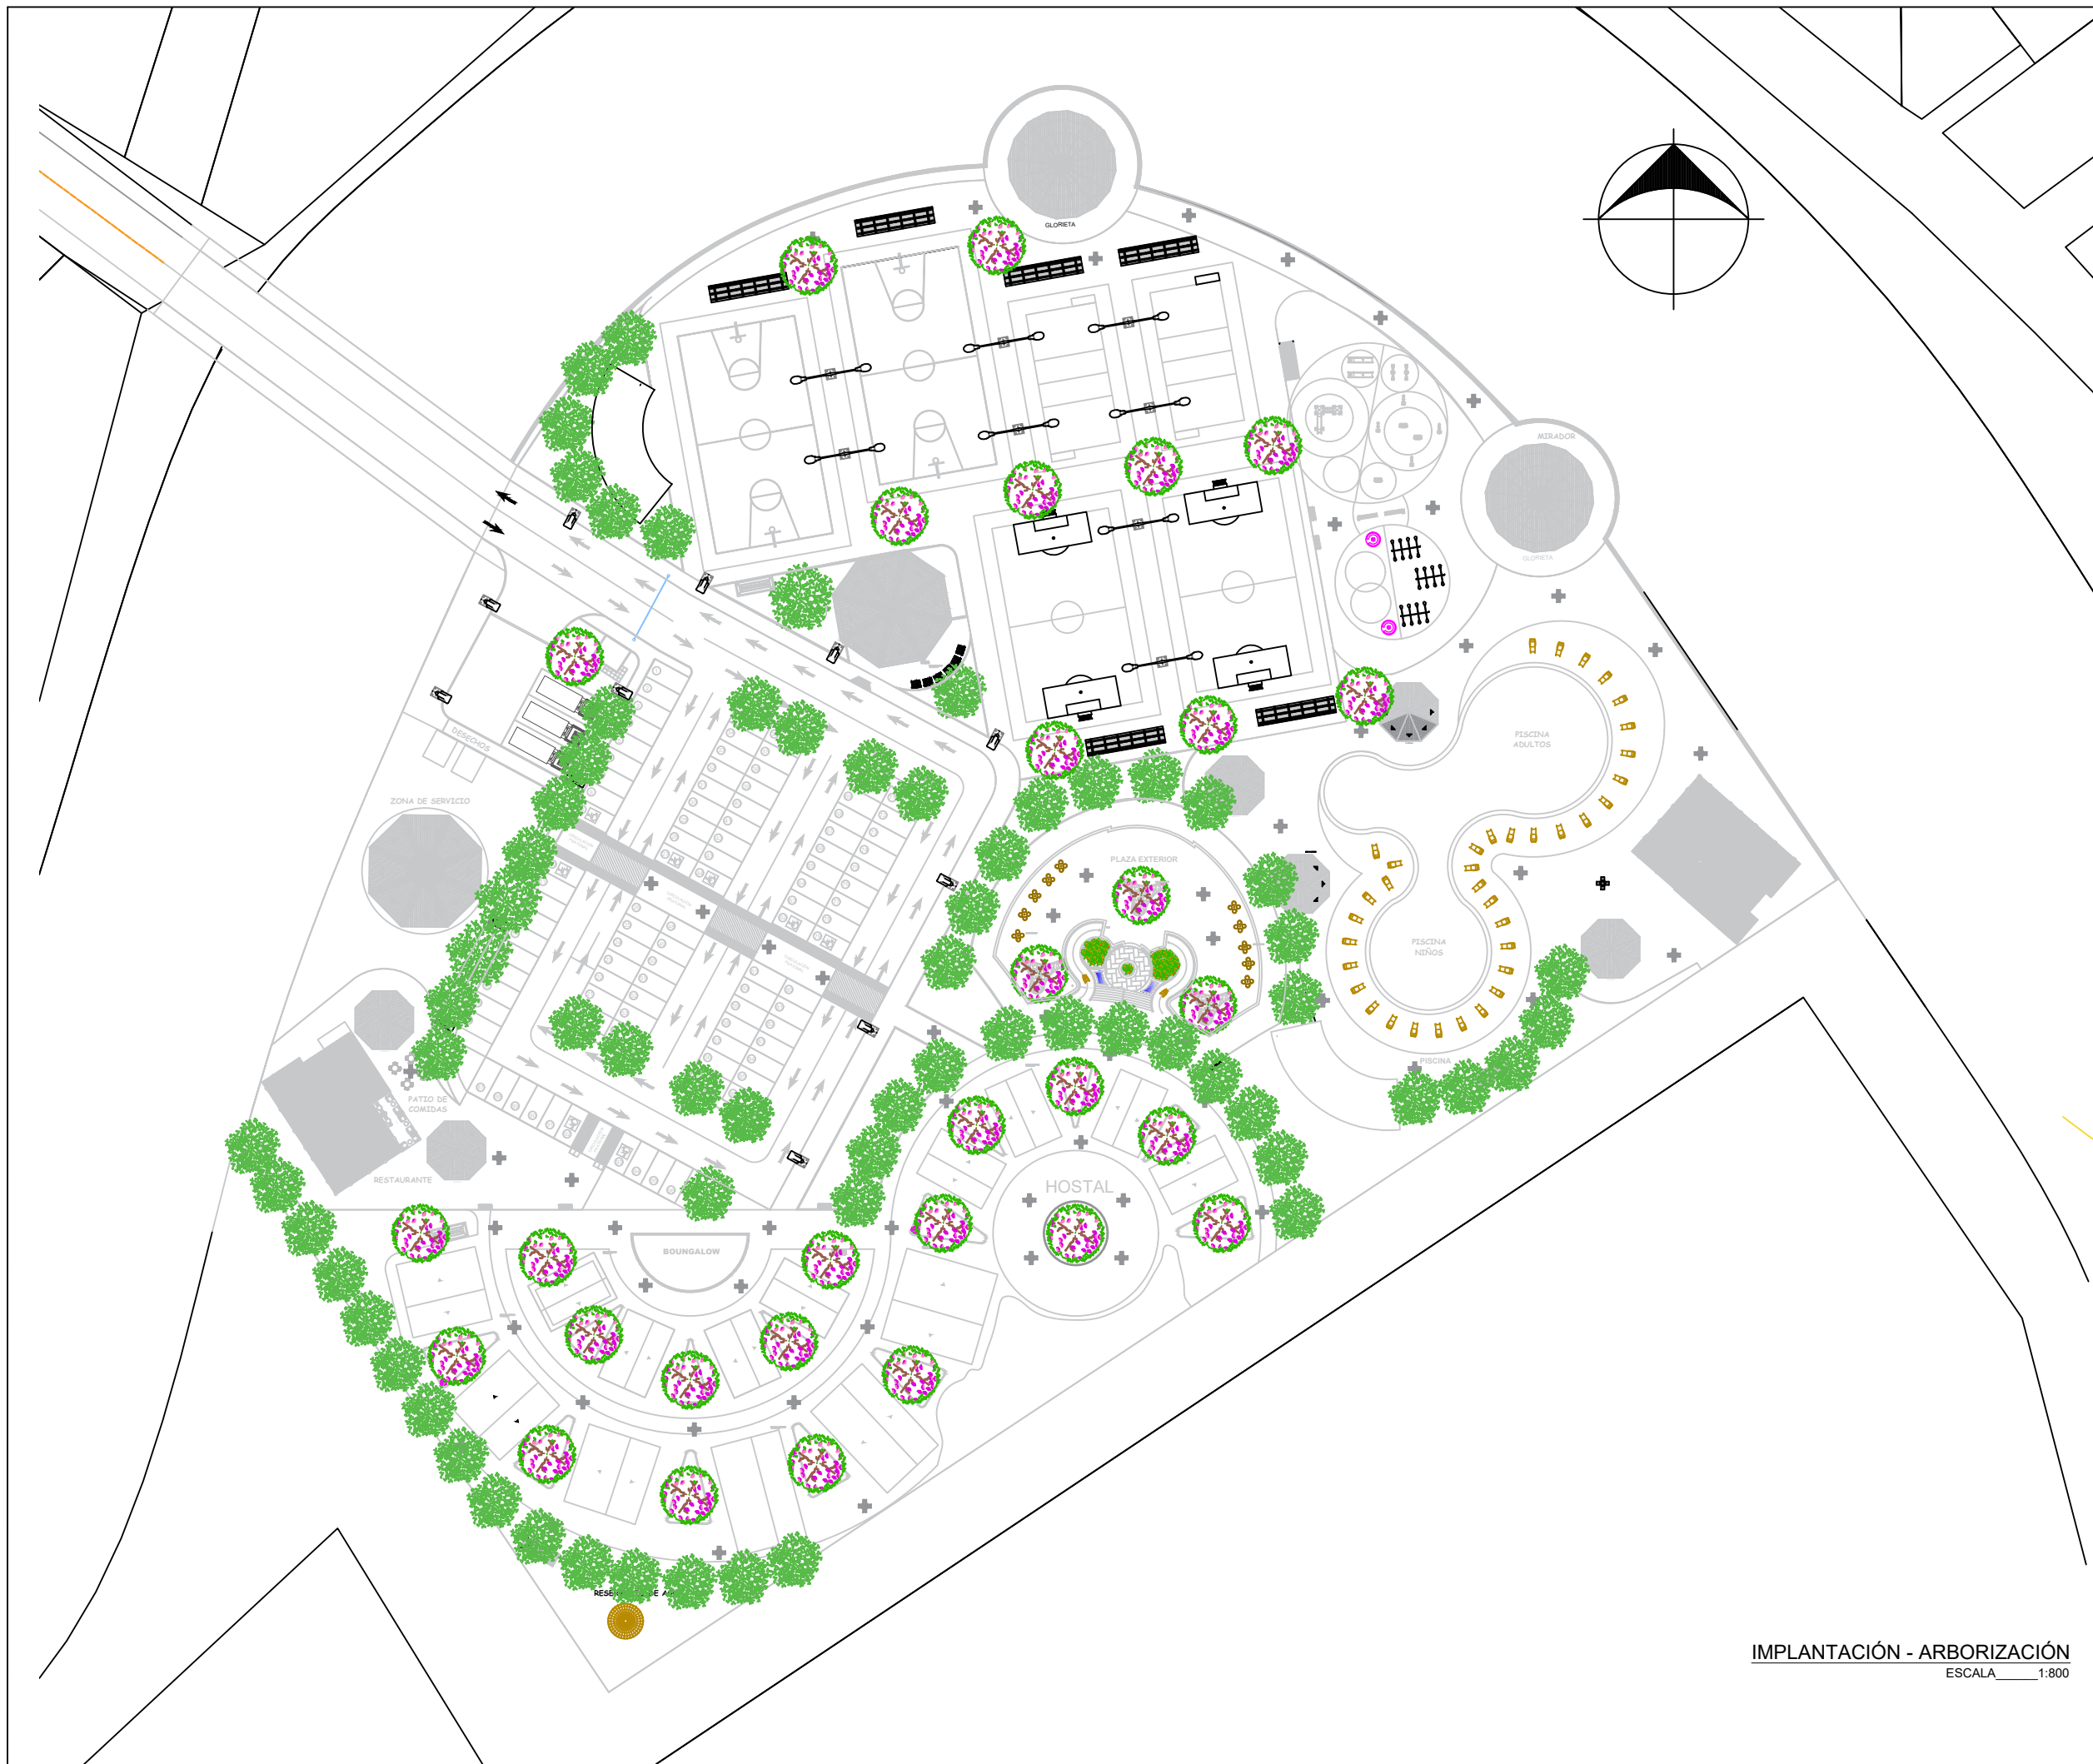 GLORIETA
MIRADOR
GLORIETA
DESECHOS
ZONA DE SERVICIO
PISCINA
ADULTOS
PLAZA EXTERIOR
PISCINA
NIÑOS
PISCINA
PATIO DE
COMIDAS
RESTAURANTE
HOSTAL
BOUNGALOW
IMPLANTACIÓN - ARBORIZACIÓN
ESCALA______1:800